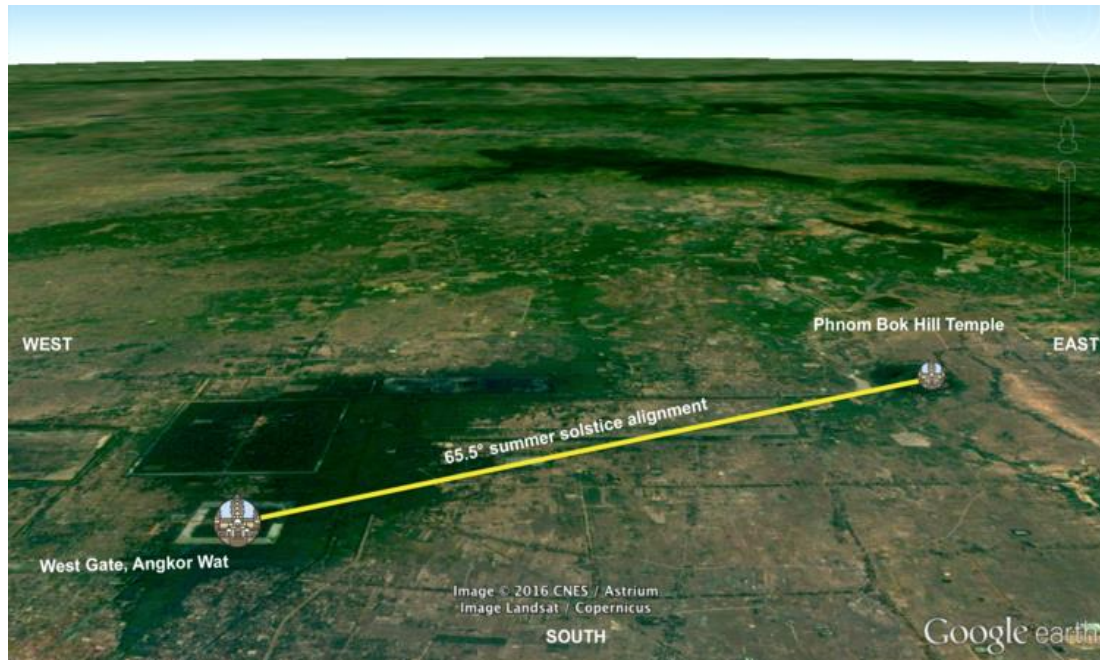 Phnom Bok Hill Temple
WEST
EAST
65.5° summer solstice alignment
West Gate, Angkor Wat
Image © 2016 CNES / Astrium
Image Landsat / Copernicus
SOUTH
Google earth